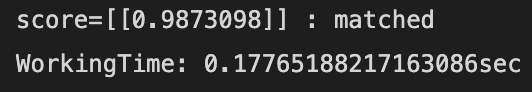 score=[[0.9873098]] : matched
WorkingTime: 0.17765188217163086sec